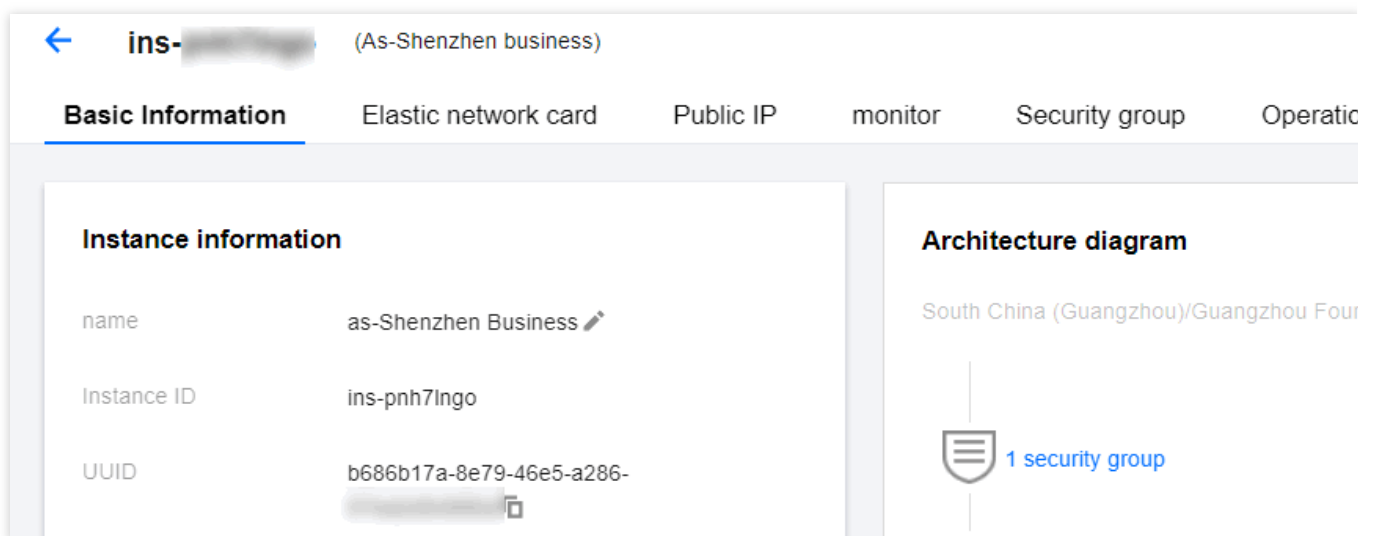 ins- (As-Shenzhen business)
Basic Information Elastic network card Public IP monitor Security group Operatio
Instance information
name as-Shenzhen Business
Instance ID ins-pnh7lngo
UUID b686b17a-8e79-46e5-a286-
Architecture diagram
South China (Guangzhou)/Guangzhou Four
1 security group